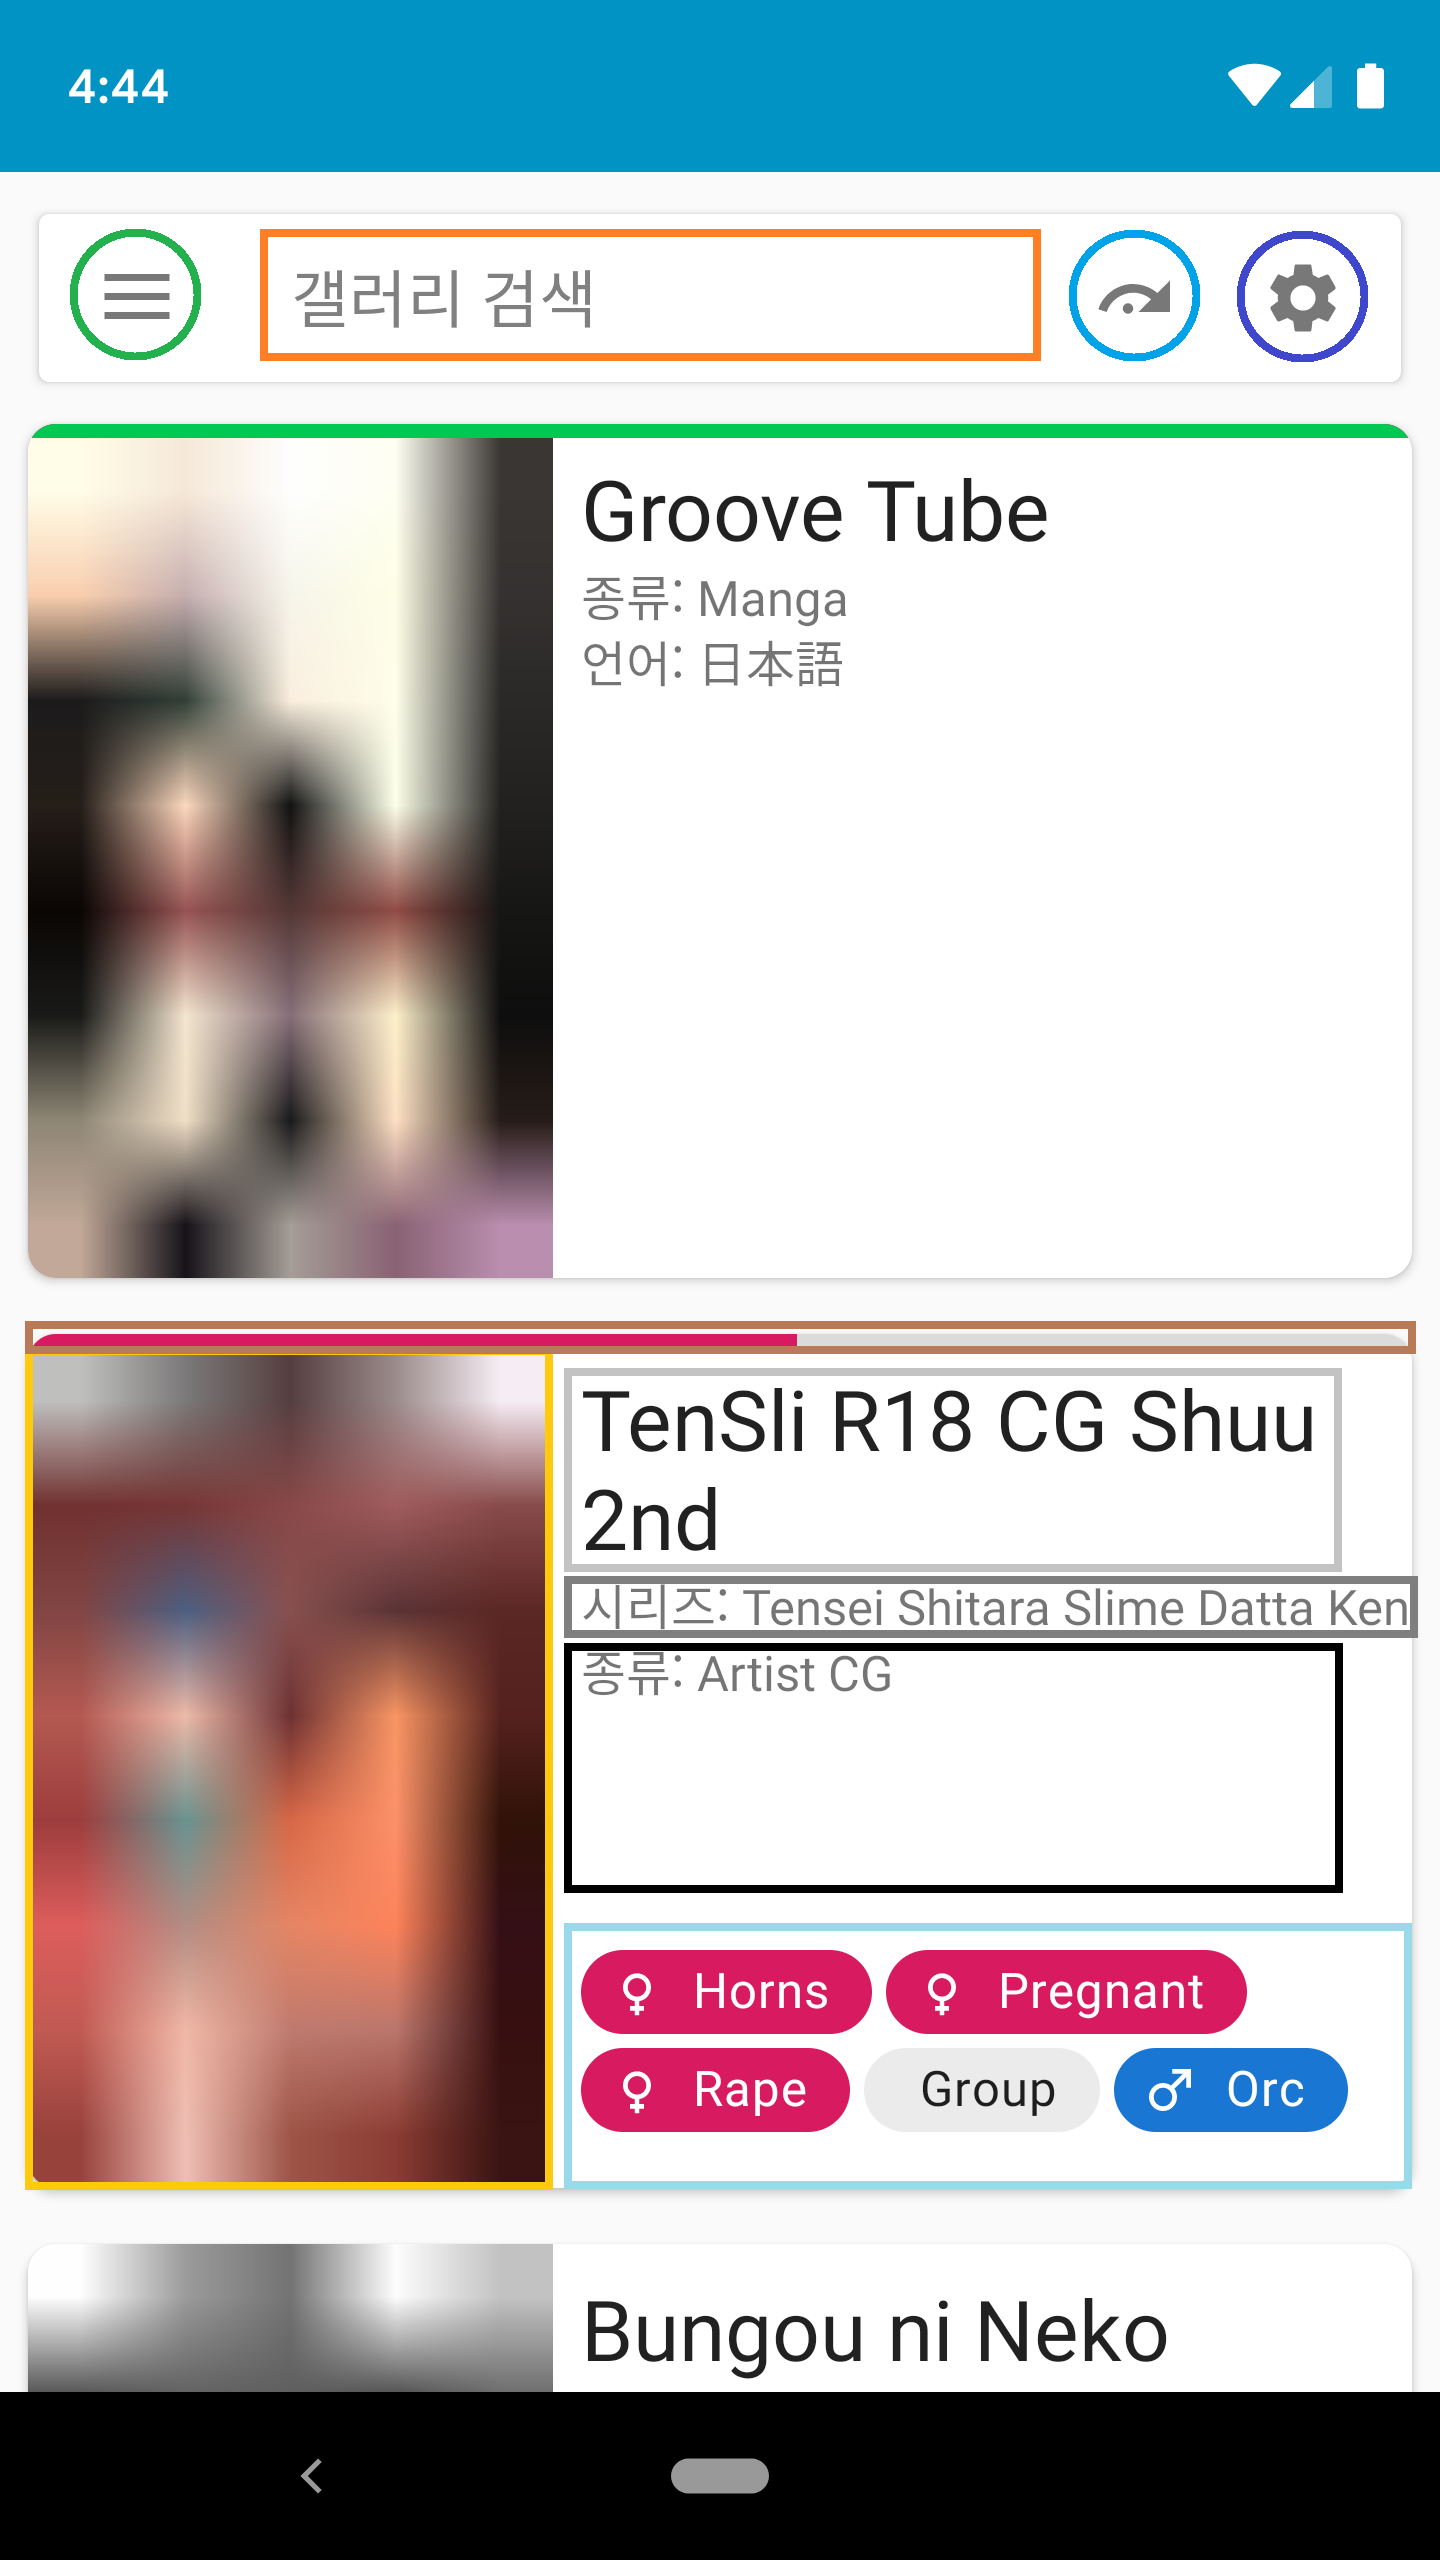 4:44
갤러리 검색
Groove Tube
종류: Manga
언어: 日本語
TenSli R18 CG Shuu
2nd
시리즈: Tensei Shitara Slime Datta Ken
종류: Artist CG
Horns Pregnant
Rape Group Orc
Bungou ni Neko